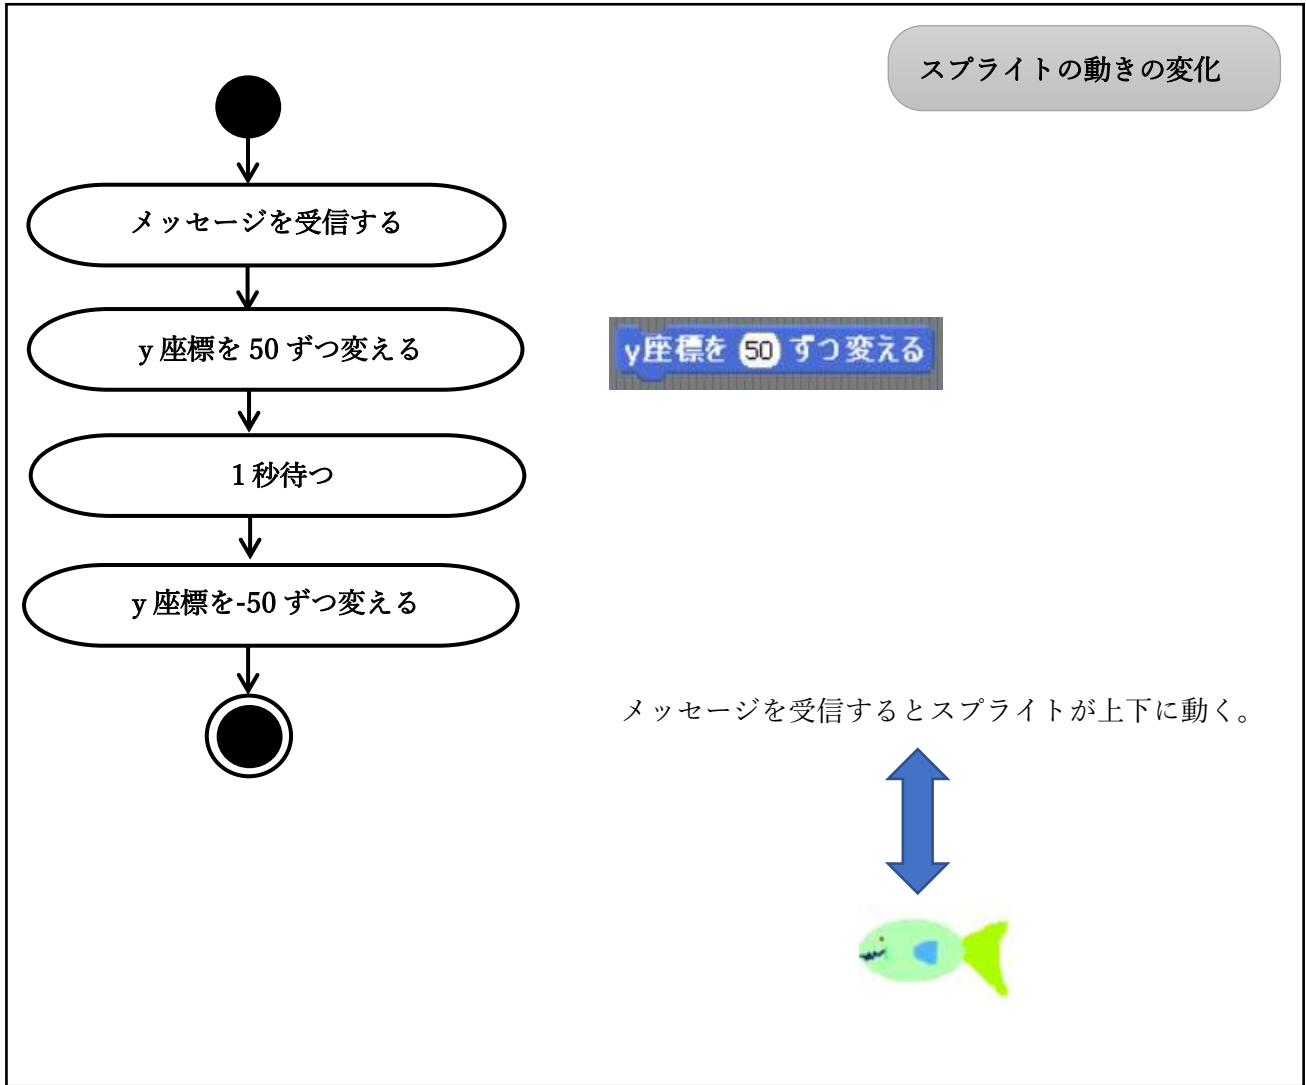 スプライトの動きの変化
メッセージを受信する
y 座標を 50 ずつ変える
y座標を 50 ずつ変える
1 秒待つ
y 座標を-50 ずつ変える
メッセージを受信するとスプライトが上下に動く。